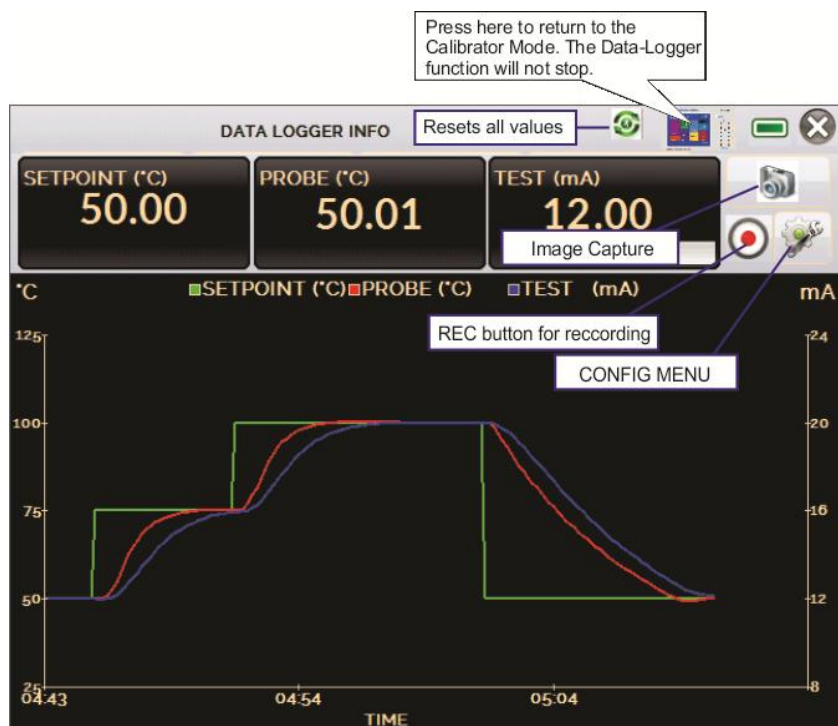 Press here to return to the
Calibrator Mode. The Data-Logger
function will not stop.
DATA LOGGER INFO
Resets all values
SETPOINT (°C)
50.00
PROBE (°C)
50.01
TEST (mA)
12.00
Image Capture
°C
SETPOINT (°C)
PROBE (°C)
TEST (mA)
mA
REC button for reccording
CONFIG MENU
125
100
75
50
25
24
20
16
12
8
04:43
04:54
05:04
TIME